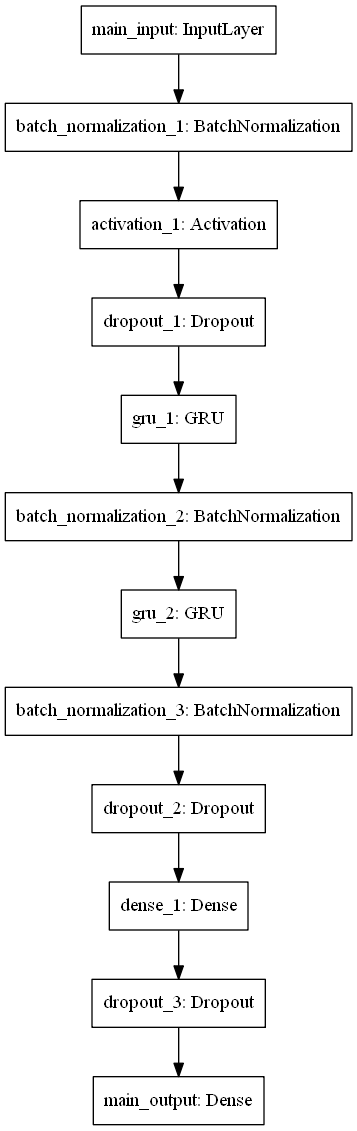 main_input: InputLayer
batch_normalization_1: BatchNormalization
activation_1: Activation
dropout_1: Dropout
gru_1: GRU
batch_normalization_2: BatchNormalization
gru_2: GRU
batch_normalization_3: BatchNormalization
dropout_2: Dropout
dense_1: Dense
dropout_3: Dropout
main_output: Dense